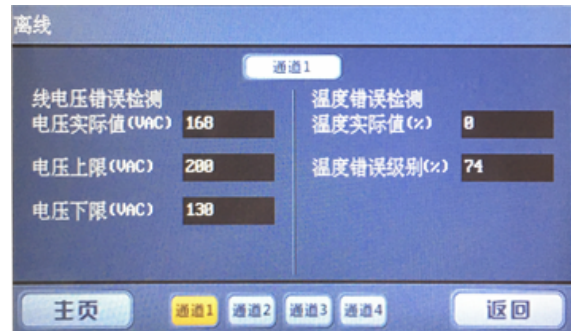 离线
通道1
线电压错误检测
电压实际值(VAC) 168
电压上限(VAC) 200
电压下限(VAC) 130
温度错误检测
温度实际值(%) 0
温度错误级别(%) 74
主页
通道1
通道2
通道3
通道4
返回